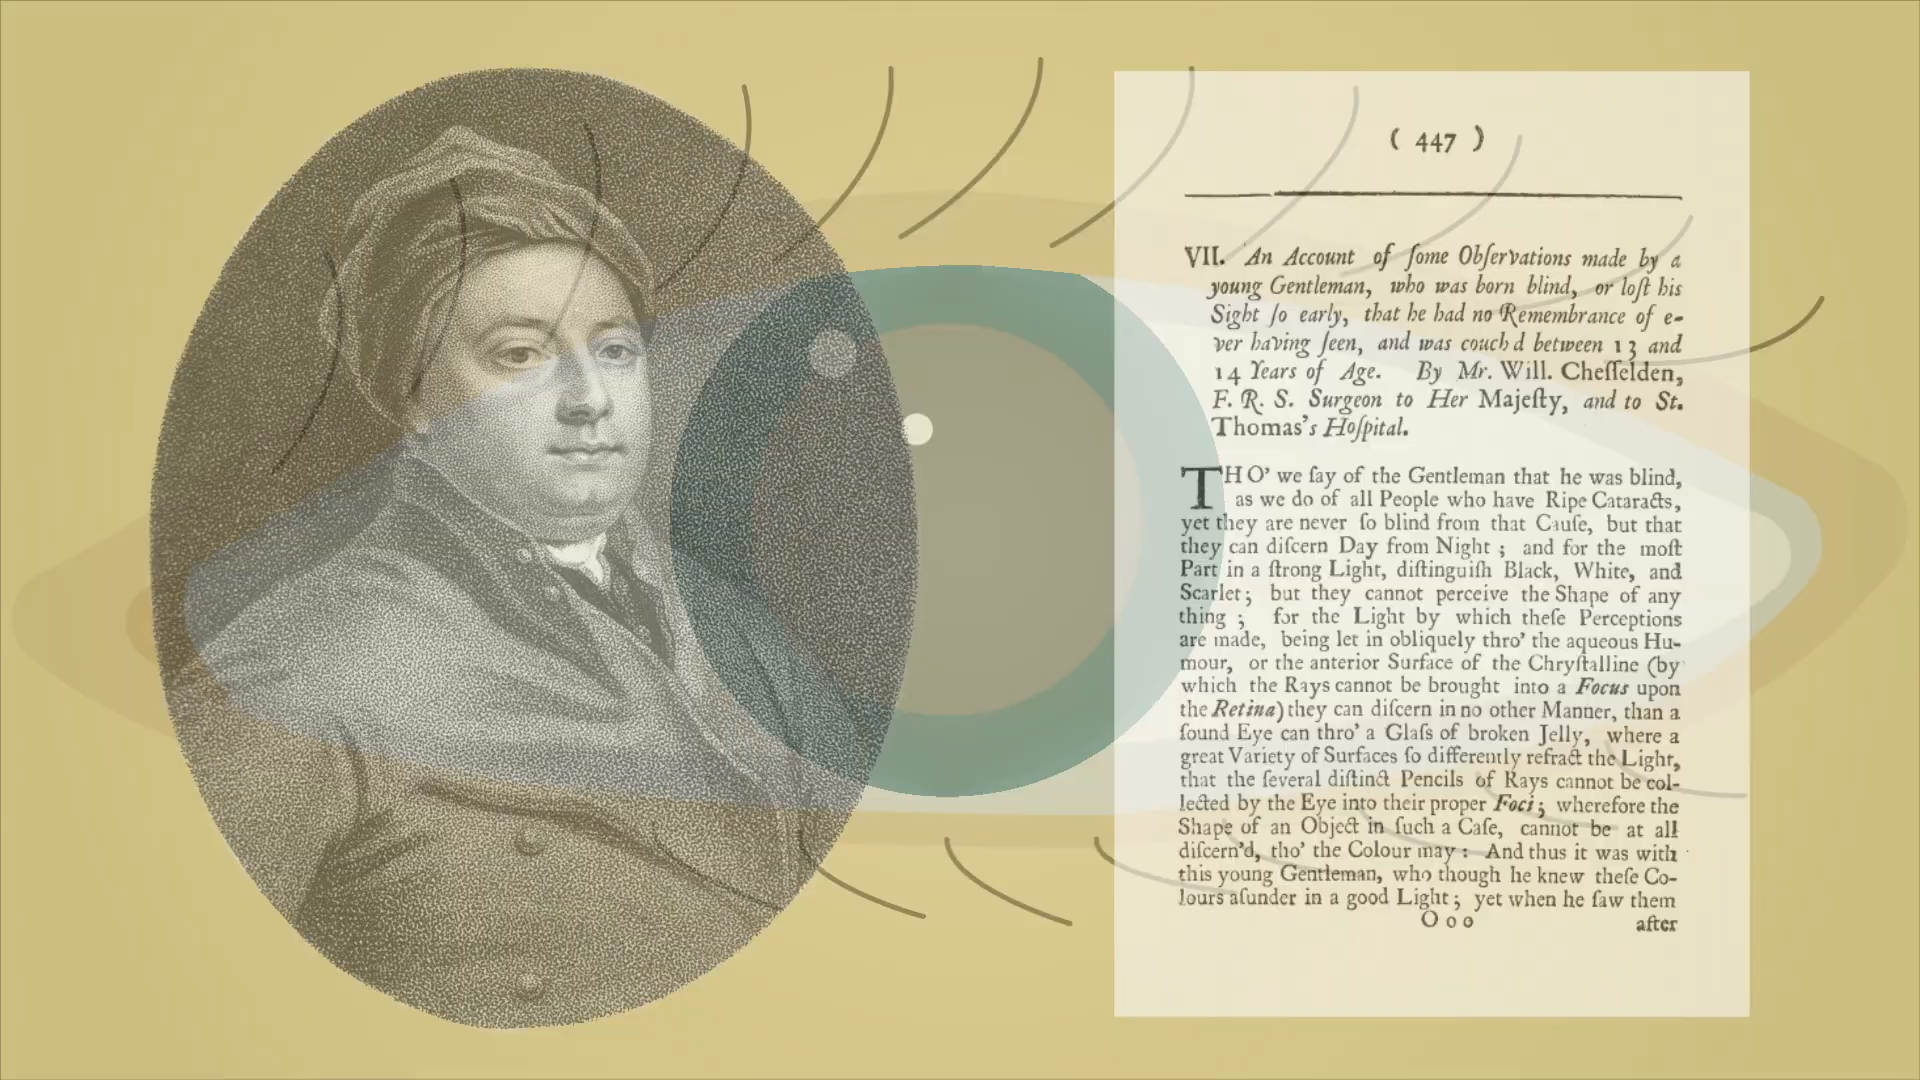 ( 447 )
VII. An Account of ſome Obſervations made by a
young Gentleman, who was born blind, or loſt his
Sight ſo early, that he had no Remembrance of e-
ver having ſeen, and was couch d between 13 and
14 Years of Age. By Mr. Will. Cheſſelden,
F. R. S. Surgeon to Her Majeſty, and to St.
Thomas's Hoſpital.
THO' we ſay of the Gentleman that he was blind,
as we do of all People who have Ripe Cataracts,
yet they are never ſo blind from that Cauſe, but that
they can diſcern Day from Night ; and for the moſt
Part in a ſtrong Light, diſtinguiſh Black, White, and
Scarlet ; but they cannot perceive the Shape of any
thing ; for the Light by which theſe Perceptions
are made, being let in obliquely thro' the aqueous Hu-
mour, or the anterior Surface of the Chryſtalline (by
which the Rays cannot be brought into a Focus upon
the Retina) they can diſcern in no other Manner, than a
ſound Eye can thro' a Glaſs of broken Jelly, where a
great Variety of Surfaces ſo differently refract the Light,
that the ſeveral diſtinct Pencils of Rays cannot be col-
lected by the Eye into their proper Foci ; wherefore the
Shape of an Object in ſuch a Caſe, cannot be at all
diſcern'd, tho' the Colour may : And thus it was with
this young Gentleman, who though he knew theſe Co-
lours aſunder in a good Light ; yet when he ſaw them
O o o
after